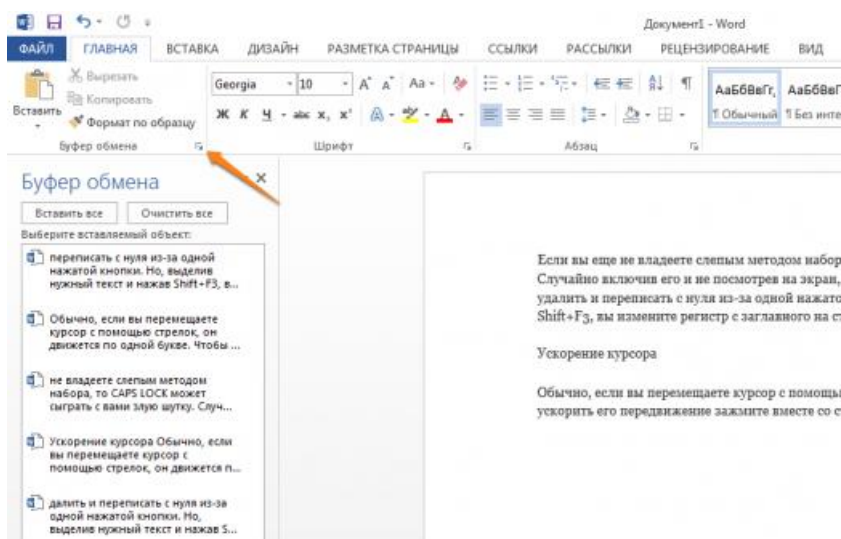 Документ1 - Word
ФАЙЛ ГЛАВНАЯ ВСТАВКА ДИЗАЙН РАЗМЕТКА СТРАНИЦЫ ССЫЛКИ РАССЫЛКИ РЕЦЕНЗИРОВАНИЕ ВИД
Вставить
Вырезать
Копировать
Формат по образцу
Буфер обмена
Georgia 10 Aa
Ж К Ч abc x, x' A A
Шрифт
Абзац
АаБбВвГг, АаБбВвГ
¶ Обычный ¶ Без инте
Буфер обмена
Вставить все Очистить все
Выберите вставляемый объект:
переписать с нуля из-за одной
нажатой кнопки. Но, выделив
нужный текст и нажав Shift+F3, в...
Обычно, если вы перемещаете
курсор с помощью стрелок, он
движется по одной букве. Чтобы ...
не владеете слепым методом
набора, то CAPS LOCK может
сыграть с вами злую шутку. Случ...
Ускорение курсора Обычно, если
вы перемещаете курсор с
помощью стрелок, он движется п...
далить и переписать с нуля из-за
одной нажатой кнопки. Но,
выделив нужный текст и нажав S...
Если вы еще не владеете слепым методом набор
Случайно включив его и не посмотрев на экран,
удалить и переписать с нуля из-за одной нажато
Shift+F3, вы измените регистр с заглавного на ст
Ускорение курсора
Обычно, если вы перемещаете курсор с помощью
ускорить его передвижение зажмите вместе со с